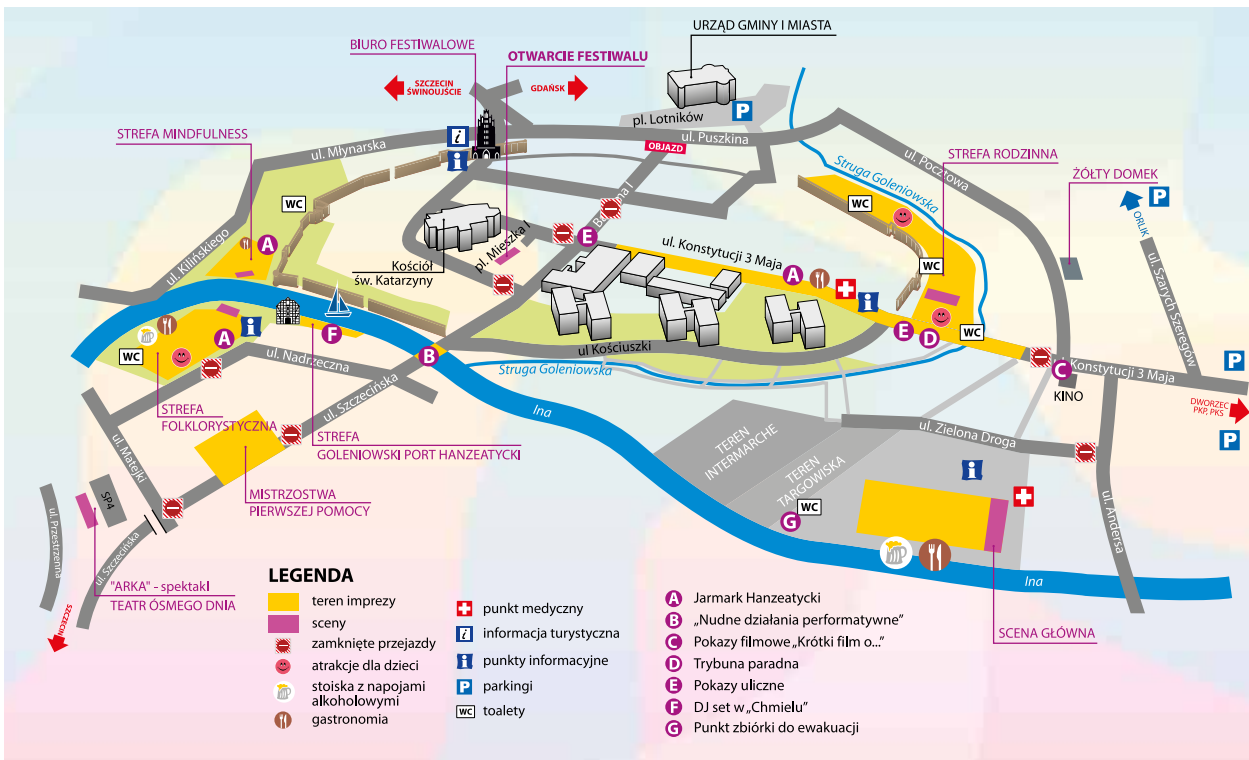 URZĄD GMINY I MIASTA
BIURO FESTIWALOWE
OTWARCIE FESTIWALU
SZCZECIN
ŚWINOUJŚCIE
GDAŃSK
P
pl. Lotników
STREFA MINDFULNESS
i
ul. Puszkina
ul. Młynarska
OBJAZD
i
ul. Pocztowa
STREFA RODZINNA
Struga Goleniowska
ŻÓŁTY DOMEK
P
WC
WC
ORLIK
E
pl. Mieszka I
ul. Konstytucji 3 Maja
A
ul. Kilińskiego
Kościół
św. Katarzyny
WC
ul. Szarych Szeregów
A
i
A
i
F
E
D
WC
WC
ul. Nadrzeczna
B
ul Kościuszki
Struga Goleniowska
C
Konstytucji 3 Maja
P
KINO
DWORZEC
PKP, PKS
P
Ina
ul. Szczecińska
STREFA
FOLKLORYSTYCZNA
STREFA
GOLENIOWSKI PORT HANZEATYCKI
ul. Zielona Droga
TEREN
INTERMARCHE
TEREN
TARGOWISKA
i
ul. Matejki
MISTRZOSTWA
PIERWSZEJ POMOCY
SP4
WC
G
ul. Andersa
ul. Przestrzenna
ul. Szczecińska
"ARKA" - spektakl
TEATR ÓSMEGO DNIA
SZCZECIN
Ina
SCENA GŁÓWNA
LEGENDA
teren imprezy
sceny
zamknięte przejazdy
atrakcje dla dzieci
stoiska z napojami
alkoholowymi
gastronomia
punkt medyczny
i informacja turystyczna
i punkty informacyjne
P parkingi
WC toalety
A Jarmark Hanzeatycki
B „Nudne działania performatywne”
C Pokazy filmowe „Krótki film o...”
D Trybuna paradna
E Pokazy uliczne
F DJ set w „Chmielu”
G Punkt zbiórki do ewakuacji